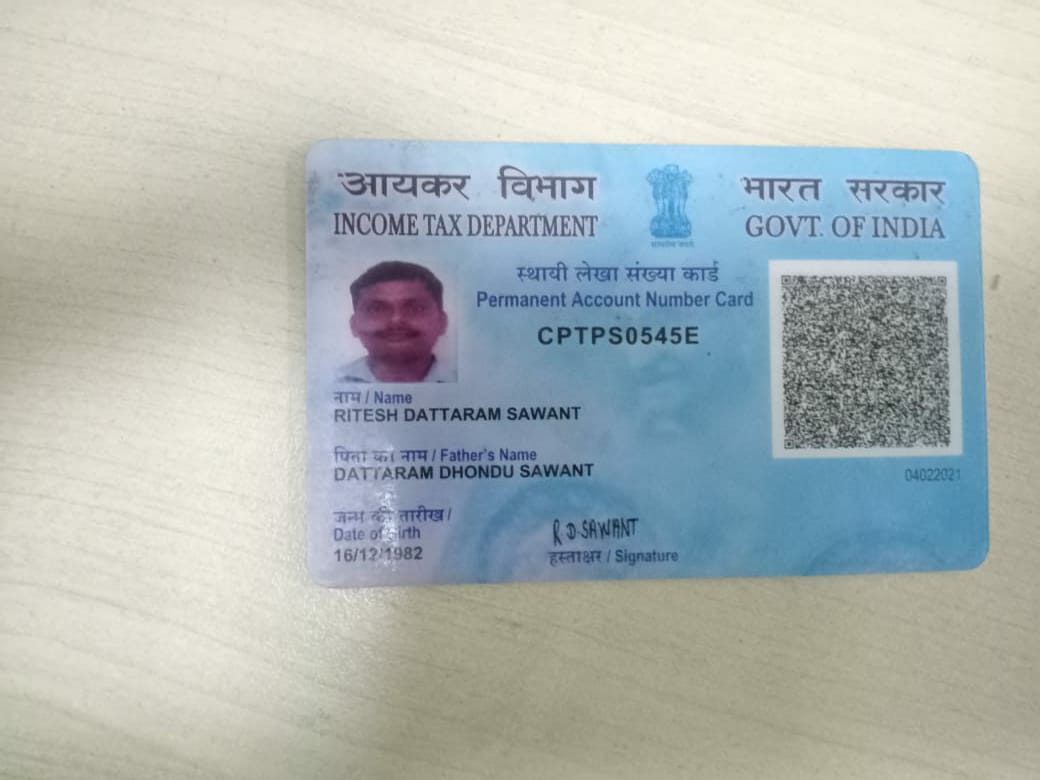 आयकर विभाग
INCOME TAX DEPARTMENT
भारत सरकार
GOVT. OF INDIA
स्थायी लेखा संख्या कार्ड
Permanent Account Number Card
CPTPS0545E
नाम / Name
RITESH DATTARAM SAWANT
पिता का नाम / Father's Name
DATTARAM DHONDU SAWANT
जन्म की तारीख /
Date of Birth
16/12/1982
R D SAWANT
हस्ताक्षर / Signature
04022021